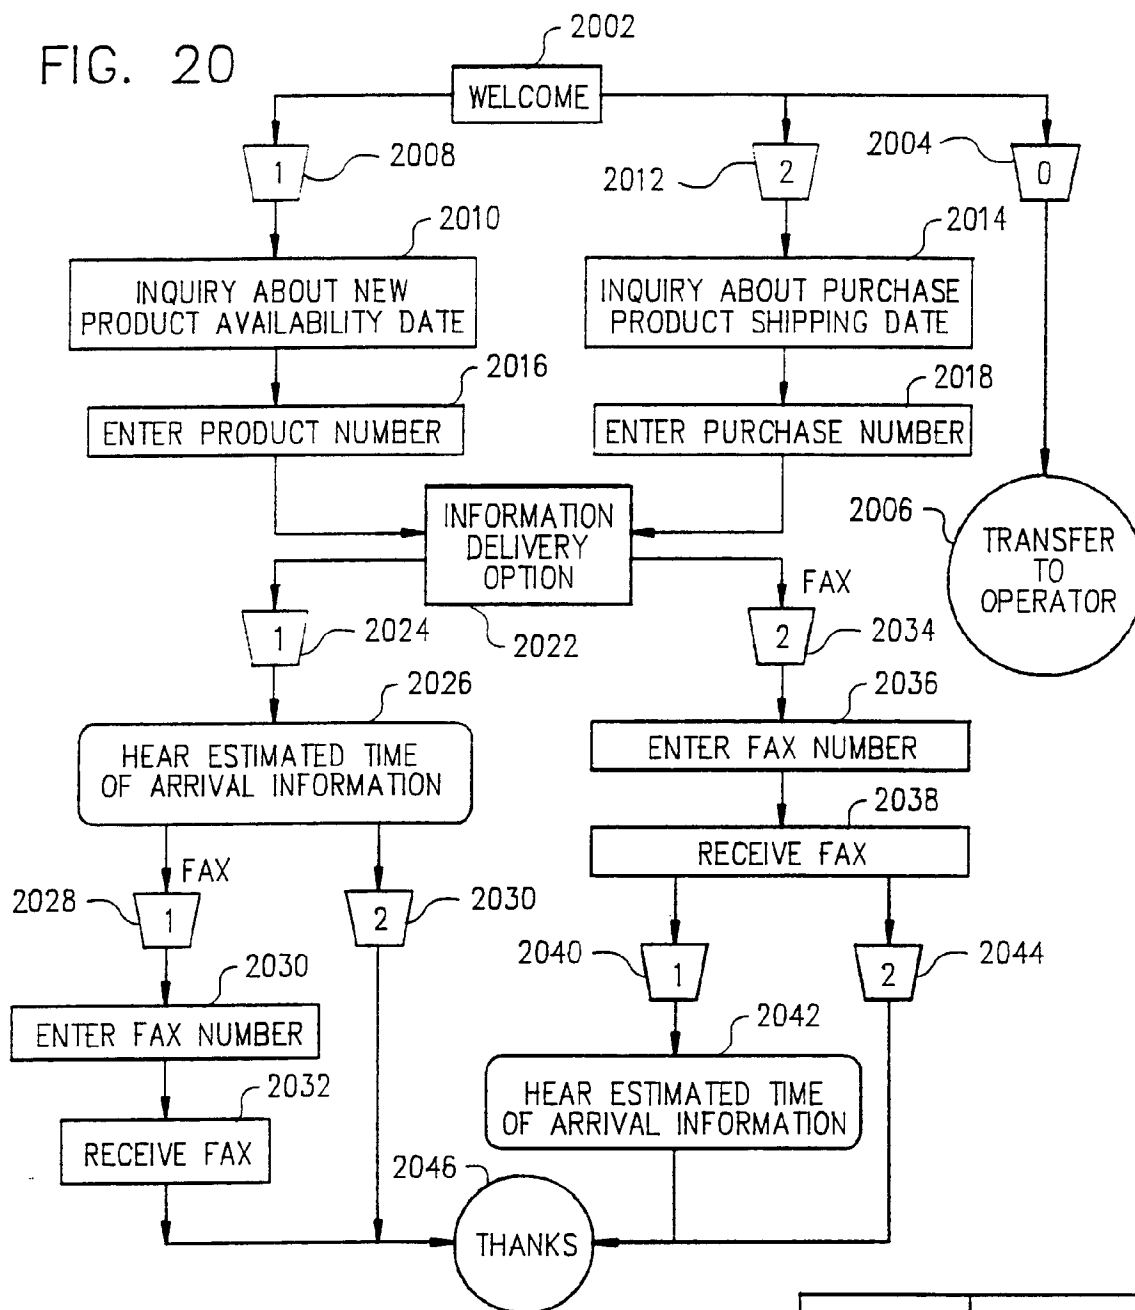 FIG. 20
2002
WELCOME
1
2008
2012
2
2004
0
2010
2014
INQUIRY ABOUT NEW
PRODUCT AVAILABILITY DATE
INQUIRY ABOUT PURCHASE
PRODUCT SHIPPING DATE
2016
2018
ENTER PRODUCT NUMBER
ENTER PURCHASE NUMBER
2006
TRANSFER
TO
OPERATOR
INFORMATION
DELIVERY
OPTION
2022
1
2024
FAX
2
2034
2026
HEAR ESTIMATED TIME
OF ARRIVAL INFORMATION
2036
ENTER FAX NUMBER
2038
RECEIVE FAX
FAX
2028
1
2
2030
2040
1
2
2044
2030
ENTER FAX NUMBER
2042
HEAR ESTIMATED TIME
OF ARRIVAL INFORMATION
2032
RECEIVE FAX
2046
THANKS